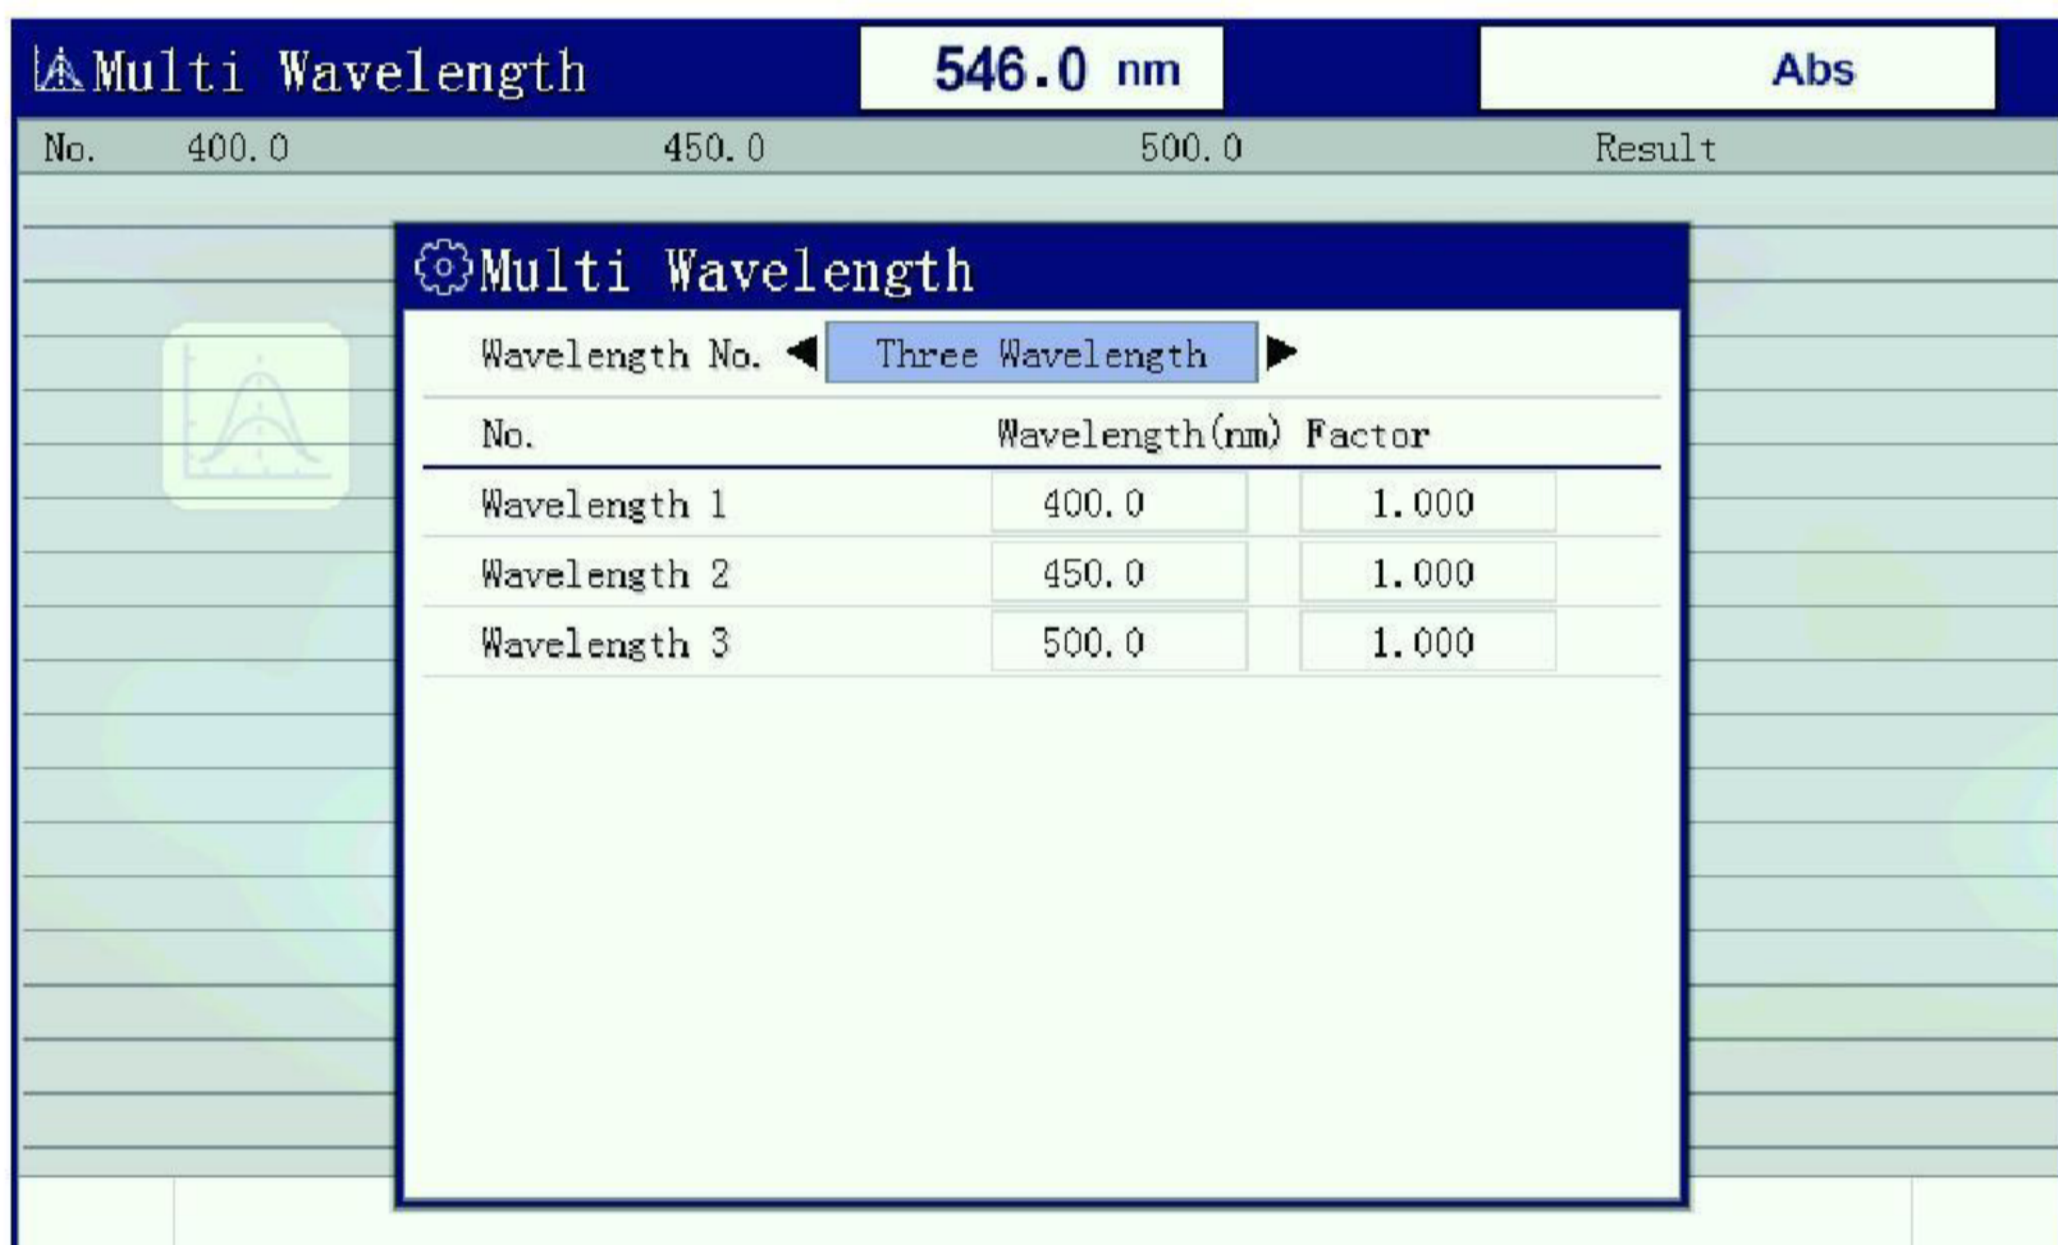 Multi Wavelength 546.0 nm Abs
No. 400.0 450.0 500.0 Result
Multi Wavelength
Wavelength No. Three Wavelength
No. Wavelength(nm) Factor
Wavelength 1 400.0 1.000
Wavelength 2 450.0 1.000
Wavelength 3 500.0 1.000